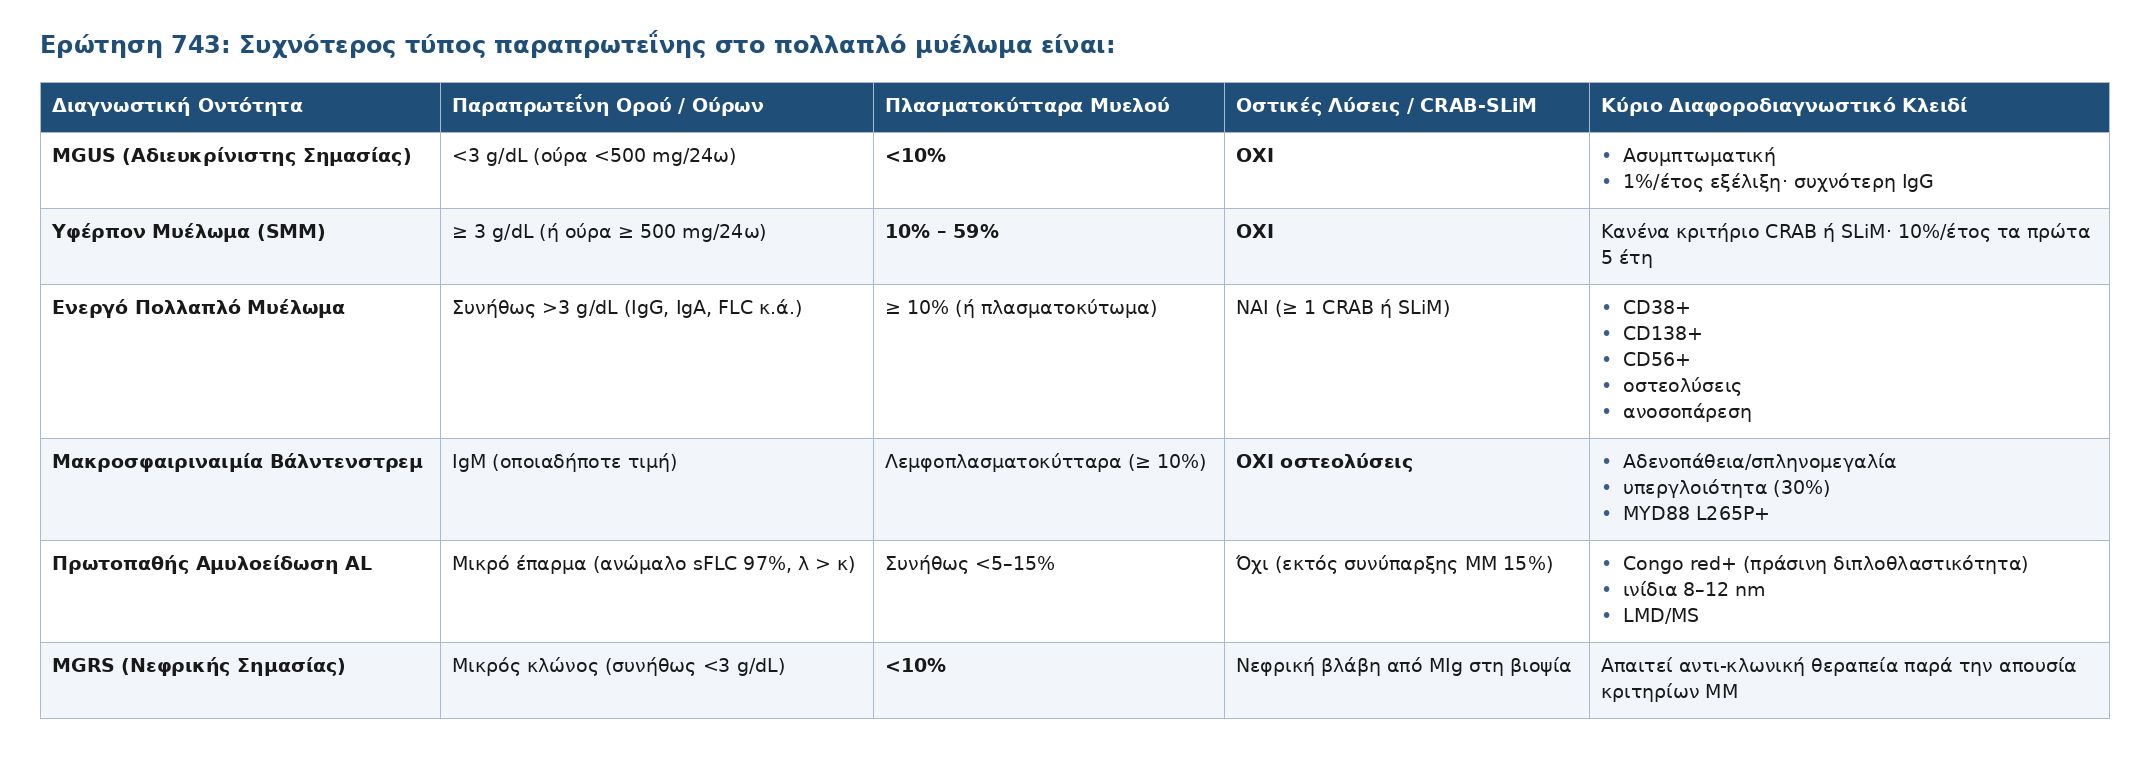 Ερώτηση 743: Συχνότερος τύπος παραπρωτεΐνης στο πολλαπλό μυέλωμα είναι:
Διαγνωστική Οντότητα
Παραπρωτεΐνη Ορού / Ούρων
Πλασματοκύτταρα Μυελού
Οστικές Λύσεις / CRAB-SLiM
Κύριο Διαφοροδιαγνωστικό Κλειδί
MGUS (Αδιευκρίνιστης Σημασίας)
<3 g/dL (ούρα <500 mg/24ω)
<10%
ΟΧΙ
• Ασυμπτωματική
• 1%/έτος εξέλιξη· συχνότερη IgG
Υφέρπον Μυέλωμα (SMM)
≥ 3 g/dL (ή ούρα ≥ 500 mg/24ω)
10% – 59%
ΟΧΙ
Κανένα κριτήριο CRAB ή SLiM· 10%/έτος τα πρώτα
5 έτη
Ενεργό Πολλαπλό Μυέλωμα
Συνήθως >3 g/dL (IgG, IgA, FLC κ.ά.)
≥ 10% (ή πλασματοκύτωμα)
ΝΑΙ (≥ 1 CRAB ή SLiM)
• CD38+
• CD138+
• CD56+
• οστεολύσεις
• ανοσοπάρεση
Μακροσφαιριναιμία Βάλντενστρεμ
IgM (οποιαδήποτε τιμή)
Λεμφοπλασματοκύτταρα (≥ 10%)
ΟΧΙ οστεολύσεις
• Αδενοπάθεια/σπληνομεγαλία
• υπεργλοιότητα (30%)
• MYD88 L265P+
Πρωτοπαθής Αμυλοείδωση AL
Μικρό έπαρμα (ανώμαλο sFLC 97%, λ > κ)
Συνήθως <5–15%
Όχι (εκτός συνύπαρξης ΜΜ 15%)
• Congo red+ (πράσινη διπλοθλαστικότητα)
• ινίδια 8–12 nm
• LMD/MS
MGRS (Νεφρικής Σημασίας)
Μικρός κλώνος (συνήθως <3 g/dL)
<10%
Νεφρική βλάβη από MIg στη βιοψία
Απαιτεί αντι-κλωνική θεραπεία παρά την απουσία
κριτηρίων ΜΜ